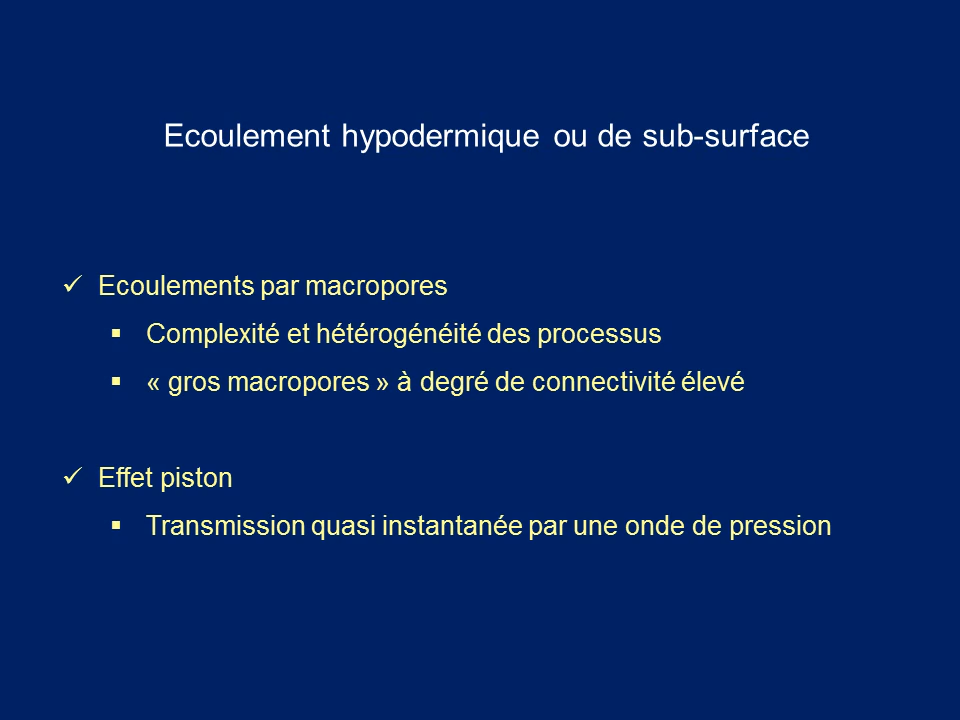 Ecoulement hypodermique ou de sub-surface
✓ Ecoulements par macropores
▪ Complexité et hétérogénéité des processus
▪ « gros macropores » à degré de connectivité élevé
✓ Effet piston
▪ Transmission quasi instantanée par une onde de pression